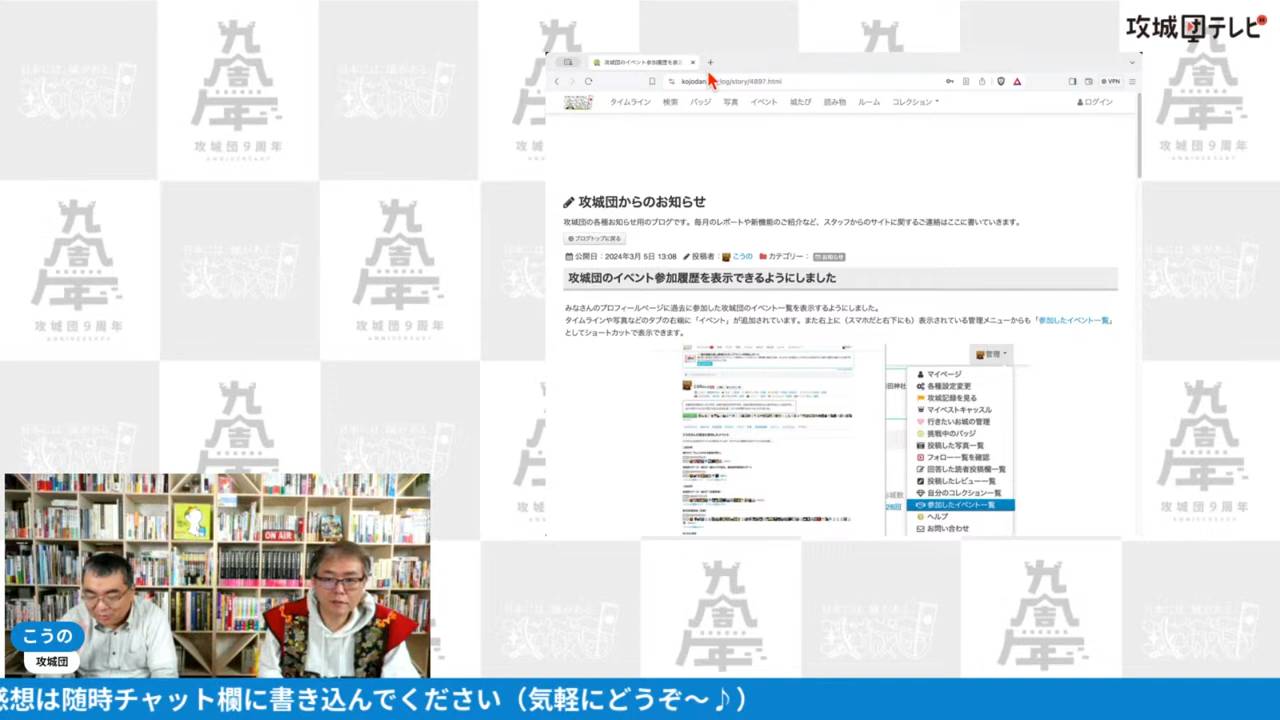 攻城団テレビ
攻城団のイベント参加履歴を表示
VPN
タイムライン 検索 バッジ 写真 イベント 城たび 読み物 ルーム コレクション
ログイン
攻城団からのお知らせ
攻城団の各種お知らせ用のブログです。毎月のレポートや新機能のご紹介など、スタッフからのサイトに関するご連絡はここに書いていきます。
ブログトップに戻る
公開日：2024年3月 5日 13:08 投稿者：こうの カテゴリー：お知らせ
攻城団のイベント参加履歴を表示できるようにしました
みなさんのプロフィールページに過去に参加した攻城団のイベント一覧を表示するようにしました。
タイムラインや写真などのタブの右端に「イベント」が追加されています。また右上に（スマホだと右下にも）表示されている管理メニューからも「参加したイベント一覧」
としてショートカットで表示できます。
管理
マイページ
各種設定変更
攻城記録を見る
マイベストキャッスル
行きたいお城の管理
挑戦中のバッジ
投稿した写真一覧
フォロー一覧を確認
回答した読者投稿欄一覧
投稿したレビュー一覧
自分のコレクション一覧
参加したイベント一覧
ヘルプ
お問い合わせ
攻城団9周年
ANNIVERSARY
攻城団9周年
攻城団9周年
ON AIR
こうの
攻城団
感想は随時チャット欄に書き込んでください（気軽にどうぞ〜♪）